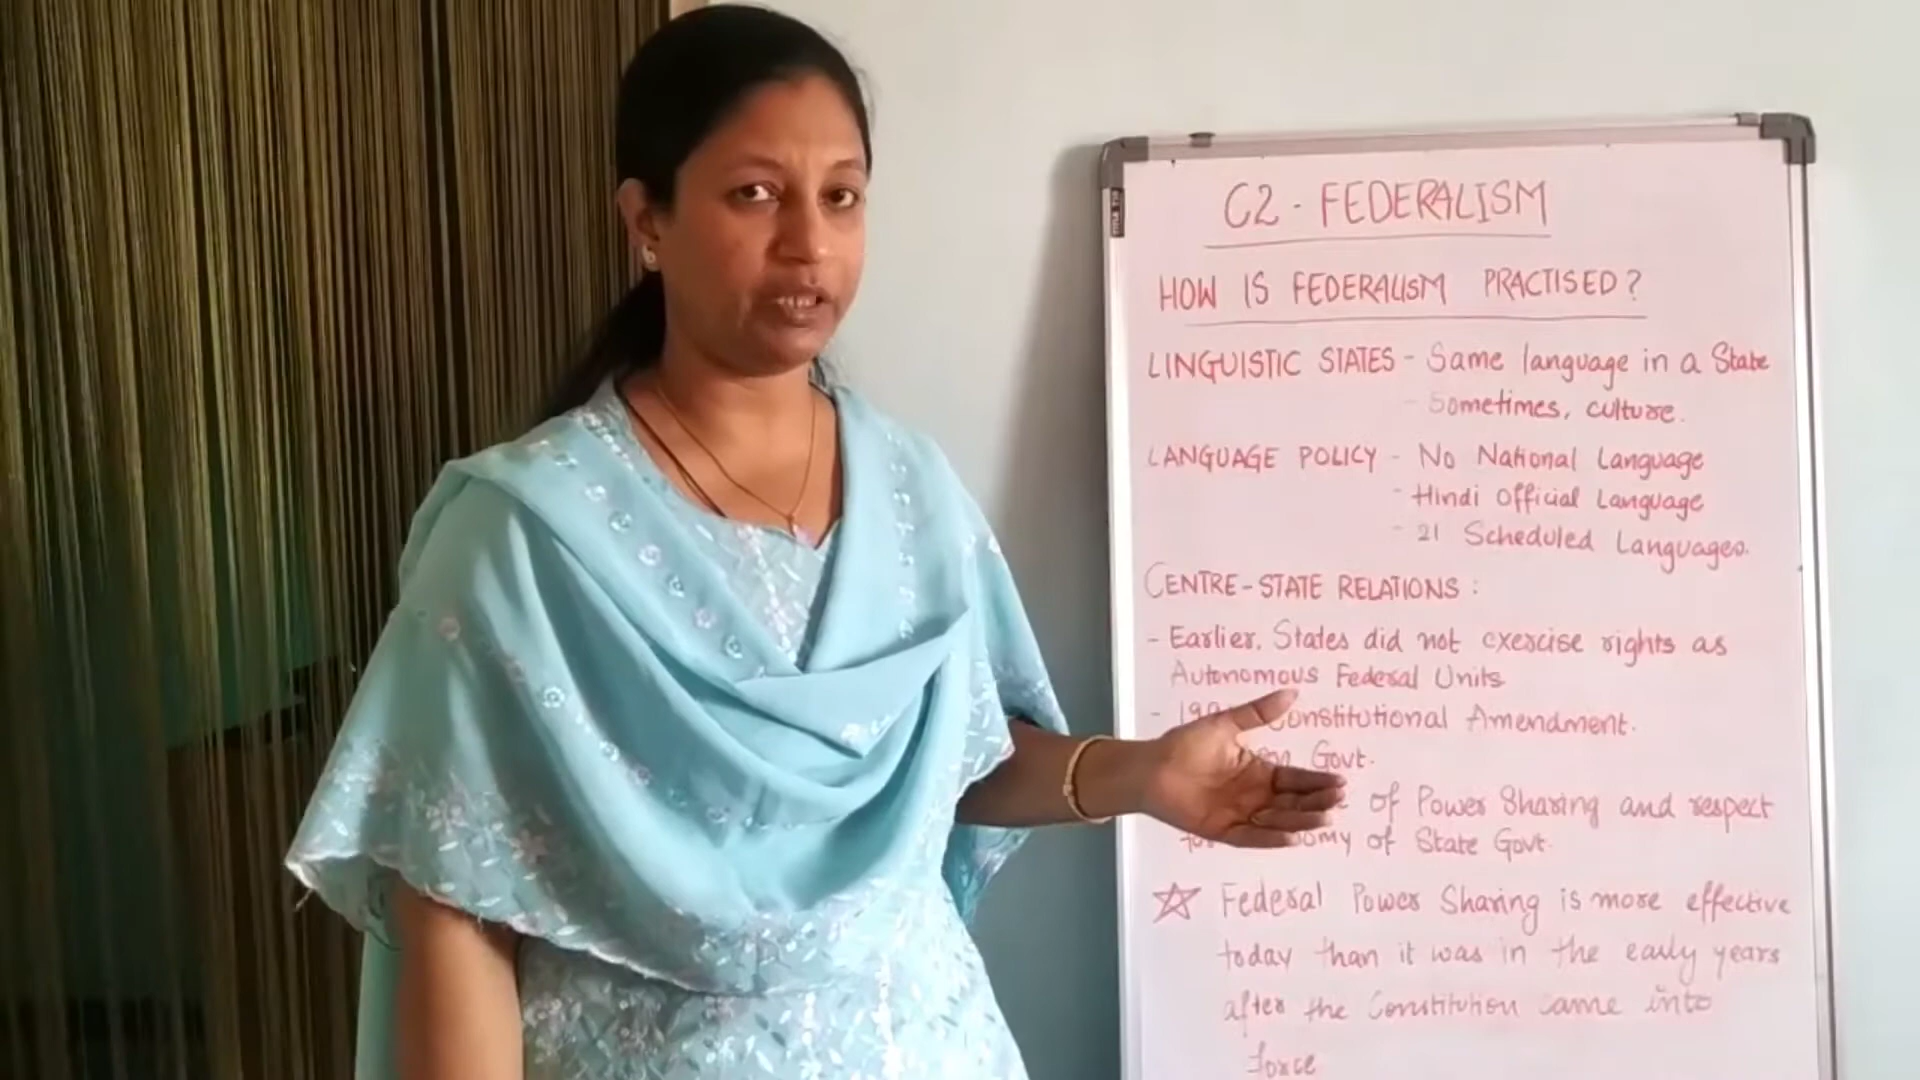 C2 - FEDERALISM
HOW IS FEDERALISM PRACTISED?
LINGUISTIC STATES - Same language in a State
- Sometimes, culture.
LANGUAGE POLICY - No National Language
- Hindi Official Language
- 21 Scheduled Languages.
CENTRE-STATE RELATIONS :
- Earlier, States did not exercise rights as
Autonomous Federal Units
- Constitutional Amendment.
Govt.
of Power Sharing and respect
of State Govt.
☆ Federal Power Sharing is more effective
today than it was in the early years
after the Constitution came into
force